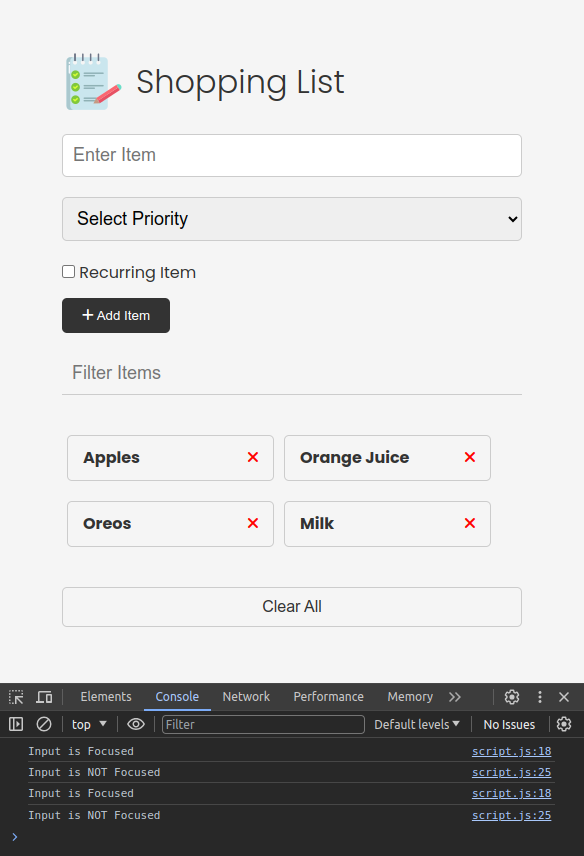 Shopping List
Enter Item
Select Priority
Recurring Item
+ Add Item
Filter Items
Apples ✕ Orange Juice ✕
Oreos ✕ Milk ✕
Clear All
Elements Console Network Performance Memory
top Filter Default levels No Issues
Input is Focused script.js:18
Input is NOT Focused script.js:25
Input is Focused script.js:18
Input is NOT Focused script.js:25